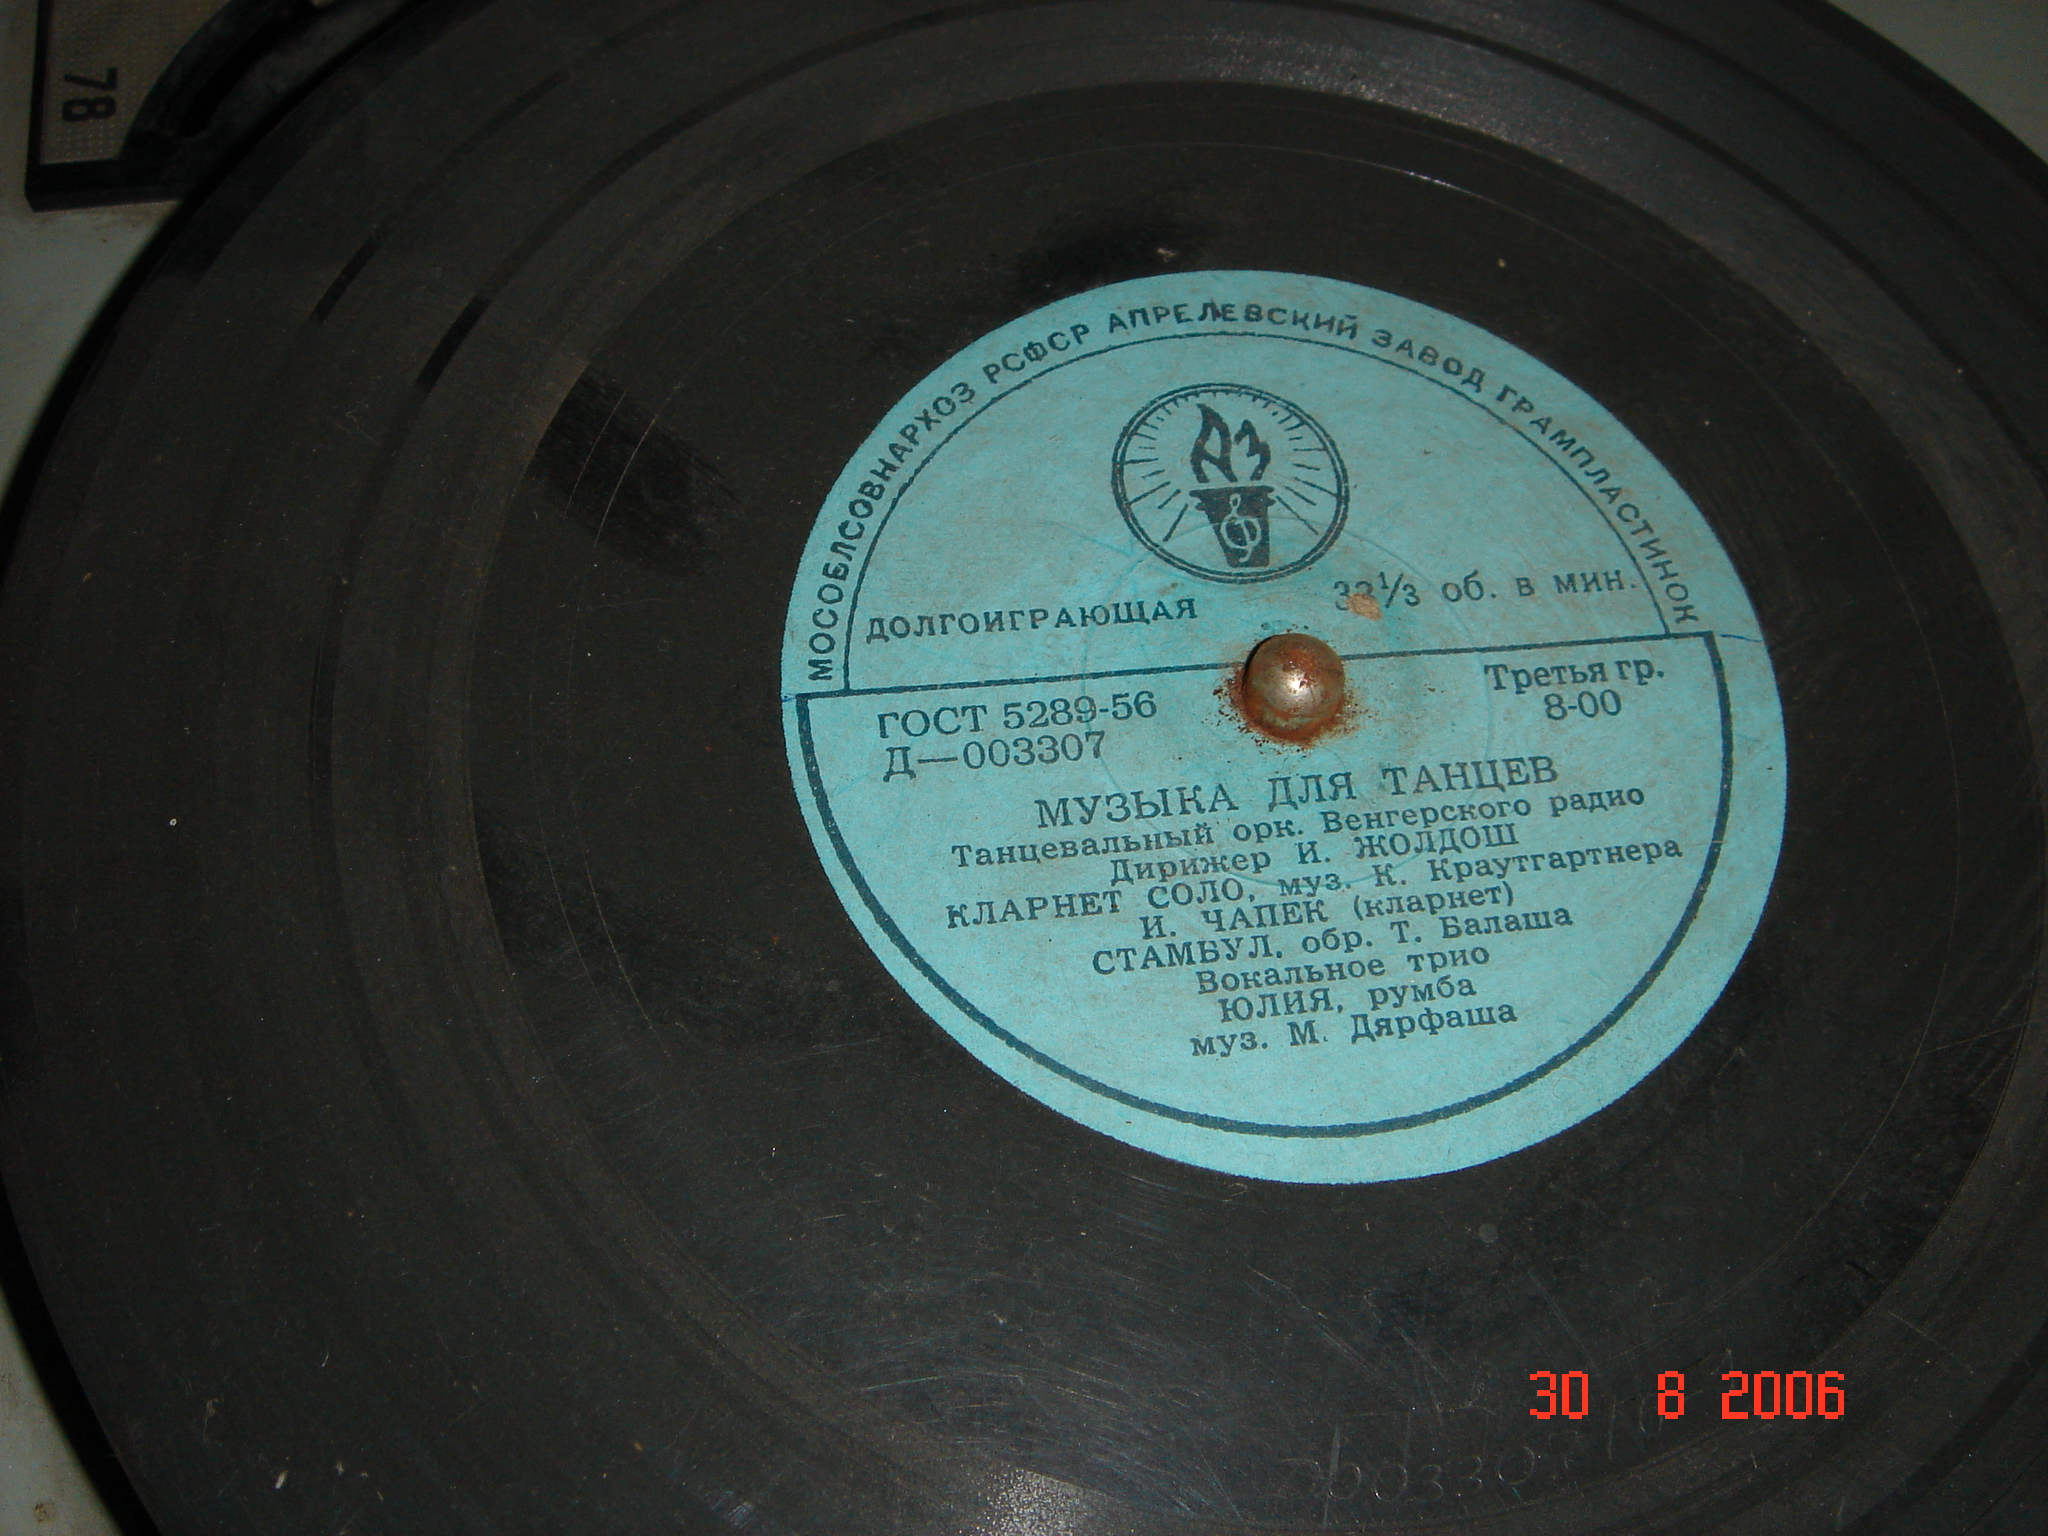 78
МОСОБЛСОВНАРХОЗ РСФСР АПРЕЛЕВСКИЙ ЗАВОД ГРАМПЛАСТИНОК
АЗ
ДОЛГОИГРАЮЩАЯ 33⅓ об. в мин.
ГОСТ 5289-56 Третья гр.
Д—003307 8-00
МУЗЫКА ДЛЯ ТАНЦЕВ
Танцевальный орк. Венгерского радио
Дирижер И. ЖОЛДОШ
КЛАРНЕТ СОЛО, муз. К. Краутгартнера
И. ЧАПЕК (кларнет)
СТАМБУЛ, обр. Т. Балаша
Вокальное трио
ЮЛИЯ, румба
муз. М. Дярфаша
30 8 2006